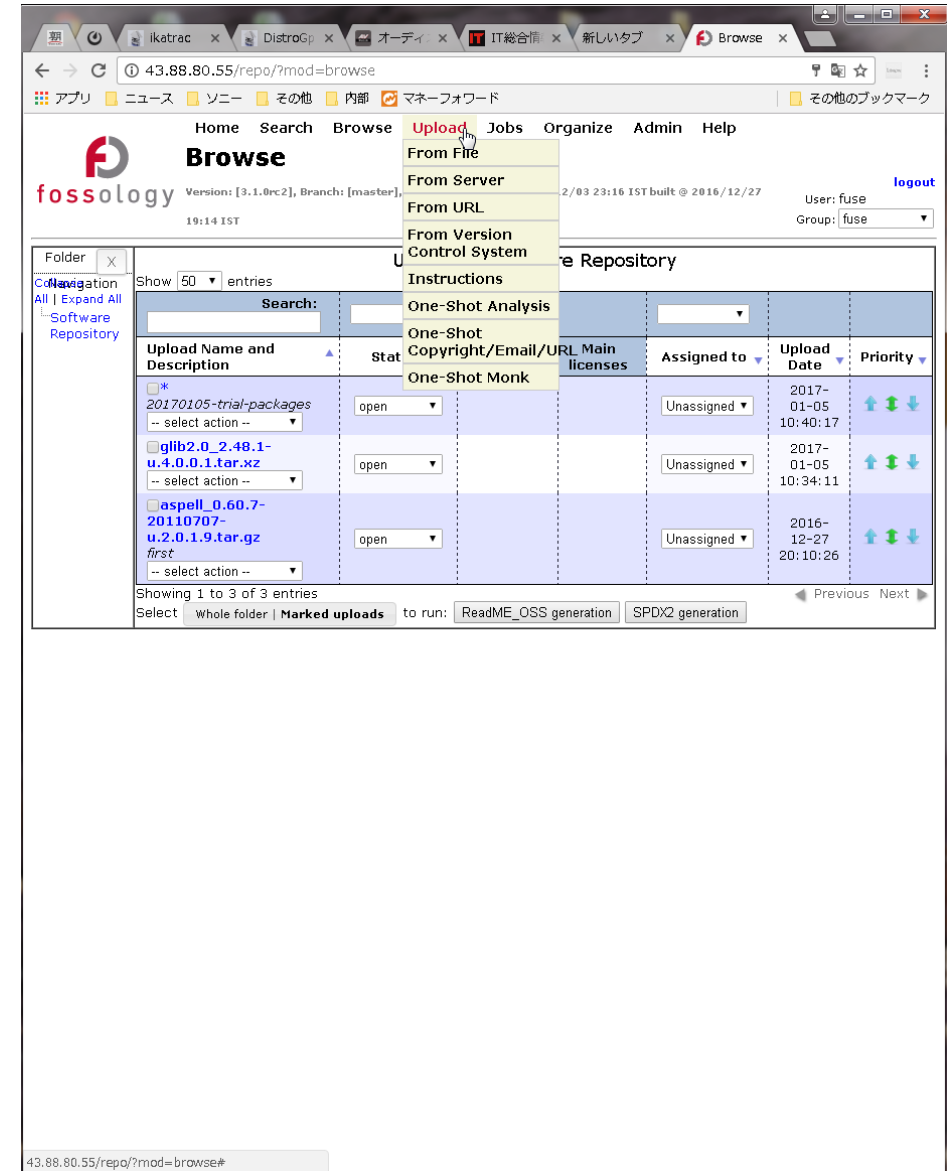 ikatrac
DistroGp
オーディ
IT総合情
新しいタブ
Browse
43.88.80.55/repo/?mod=browse
アプリ ニュース ソニー その他 内部 マネーフォワード その他のブックマーク
Home Search Browse Upload Jobs Organize Admin Help
Browse
fossology
Version: [3.1.0rc2], Branch: [master], 2/03 23:16 IST built @ 2016/12/27
19:14 IST
logout
User: fuse
Group: fuse
From File
From Server
From URL
From Version
Control System
Instructions
One-Shot Analysis
One-Shot
Copyright/Email/URL
One-Shot Monk
Folder X
Navigation
Collapse
All | Expand All
Software
Repository
U re Repository
Show 50 entries
Search:
Upload Name and
Description
Stat
Main
licenses
Assigned to
Upload
Date
Priority
*
20170105-trial-packages
-- select action --
open
Unassigned
2017-
01-05
10:40:17
glib2.0_2.48.1-
u.4.0.0.1.tar.xz
-- select action --
open
Unassigned
2017-
01-05
10:34:11
aspell_0.60.7-
20110707-
u.2.0.1.9.tar.gz
first
-- select action --
open
Unassigned
2016-
12-27
20:10:26
Showing 1 to 3 of 3 entries
Previous Next
Select Whole folder | Marked uploads to run: ReadME_OSS generation SPDX2 generation
43.88.80.55/repo/?mod=browse#